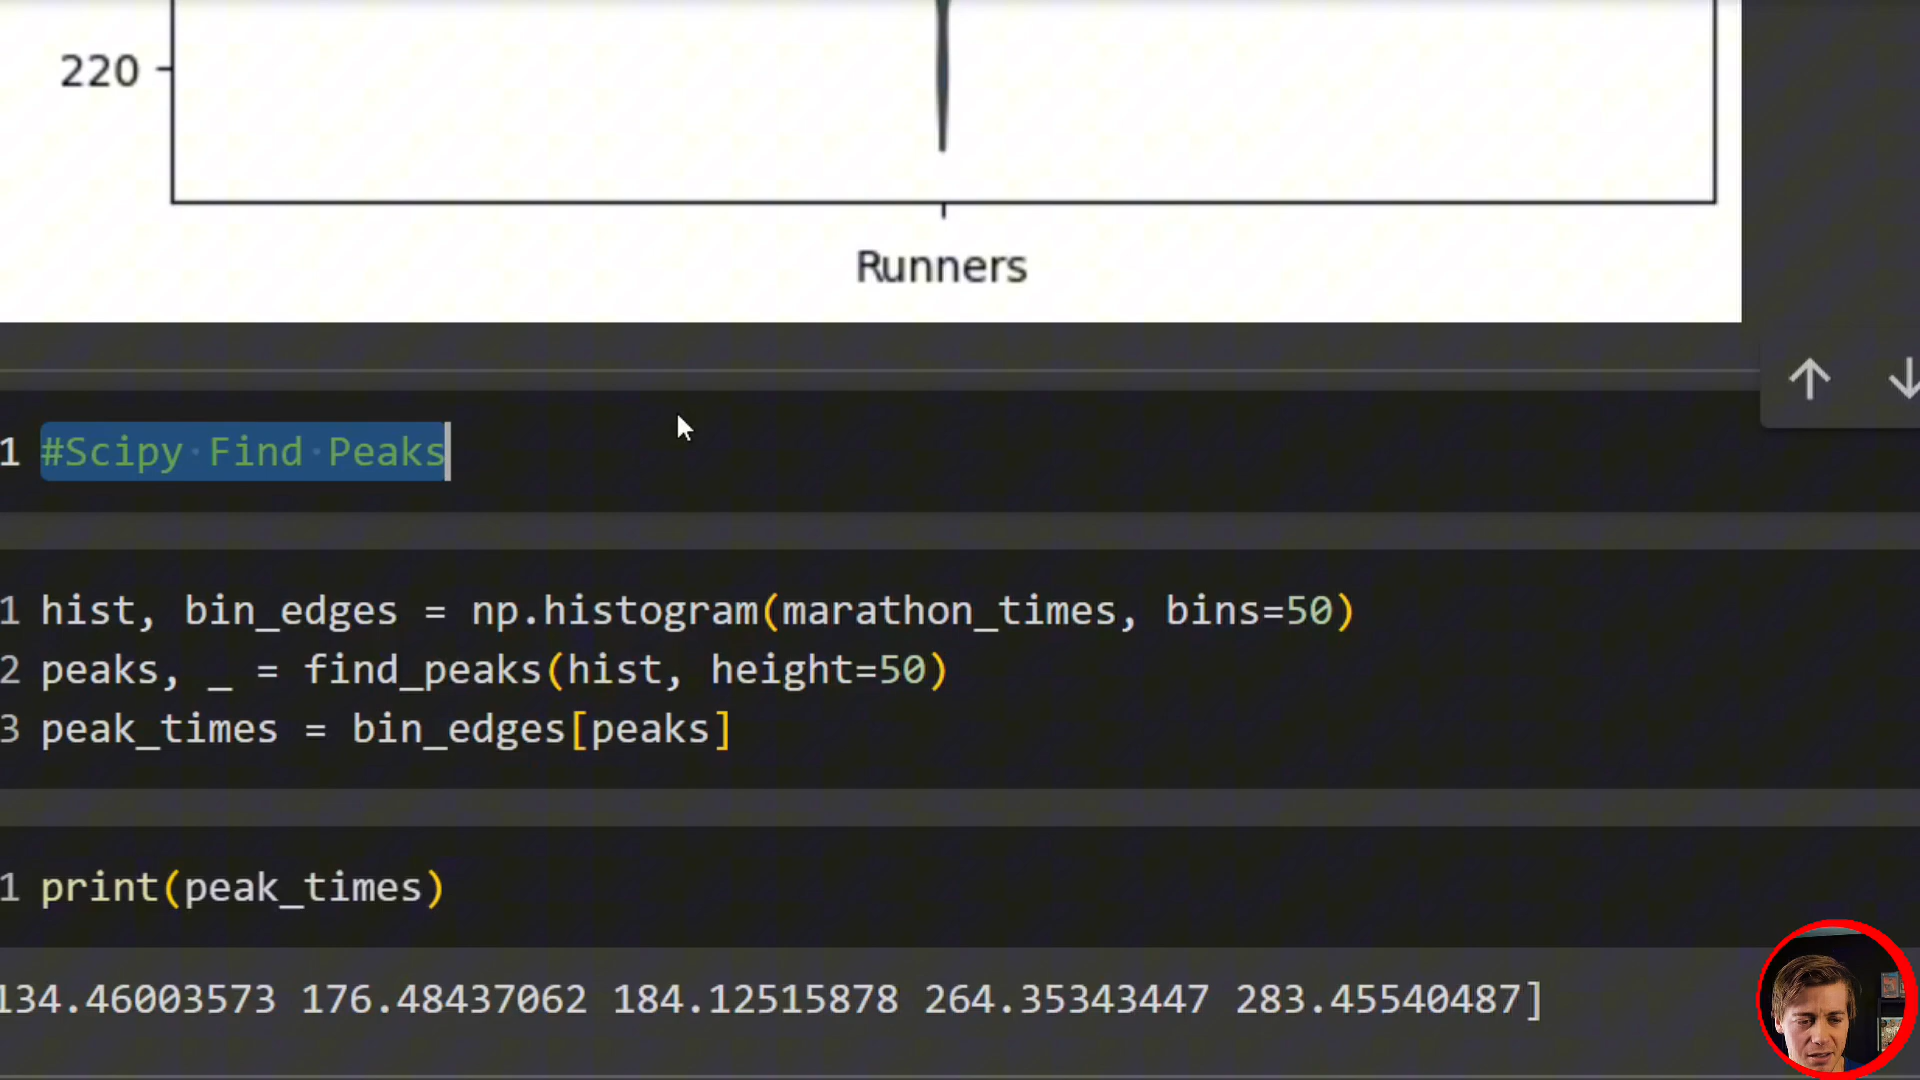 220
Runners
1 #Scipy Find Peaks
1 hist, bin_edges = np.histogram(marathon_times, bins=50)
2 peaks, _ = find_peaks(hist, height=50)
3 peak_times = bin_edges[peaks]
1 print(peak_times)
134.46003573 176.48437062 184.12515878 264.35343447 283.45540487]